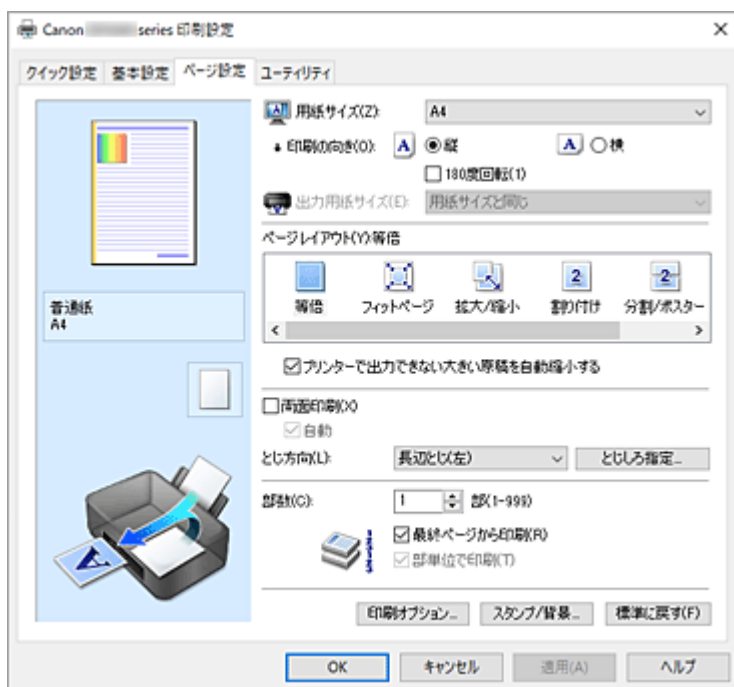 Canon series 印刷設定
クイック設定 基本設定 ページ設定 ユーティリティ
用紙サイズ(Z): A4
印刷の向き(O): A 縦 A 横
180度回転(1)
出力用紙サイズ(E): 用紙サイズと同じ
ページレイアウト(Y):等倍
等倍 フィットページ 拡大/縮小 割り付け 分割/ポスター
プリンターで出力できない大きい原稿を自動縮小する
普通紙
A4
両面印刷(X)
自動
とじ方向(L): 長辺とじ(左) とじしろ指定...
部数(C): 1 部(1-999)
最終ページから印刷(R)
部単位で印刷(T)
印刷オプション... スタンプ/背景... 標準に戻す(F)
OK キャンセル 適用(A) ヘルプ